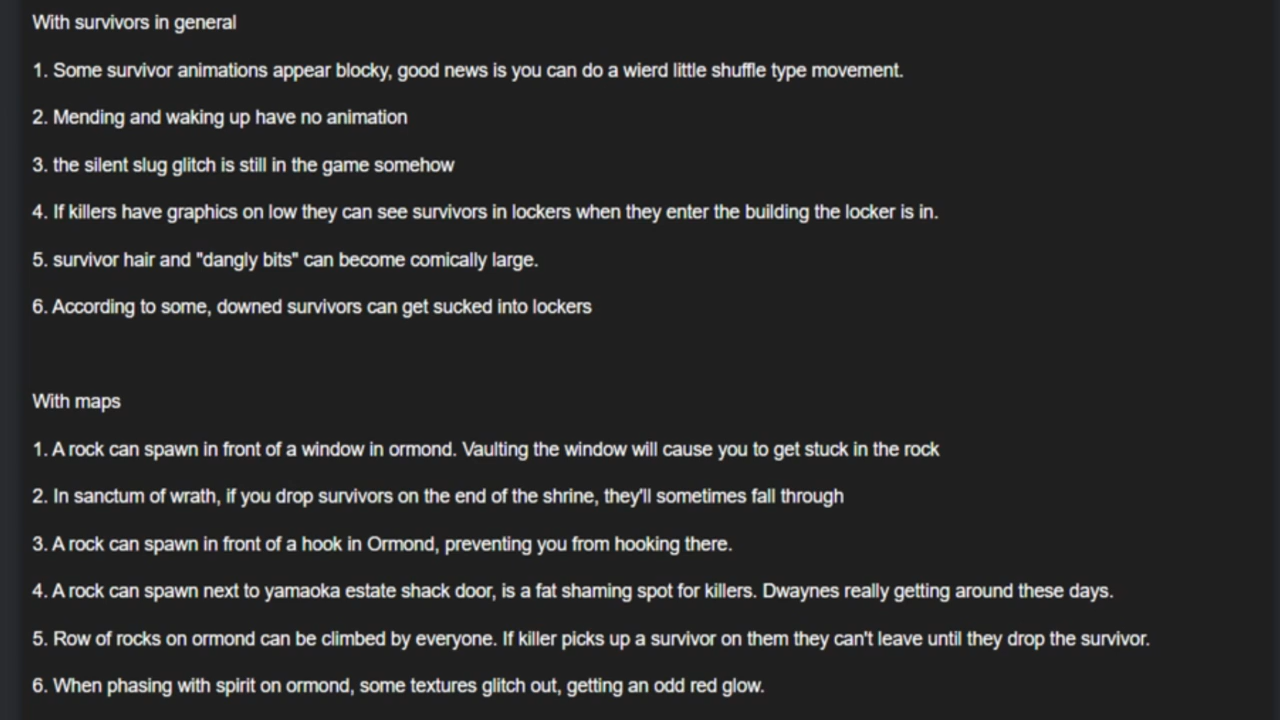 With survivors in general
1. Some survivor animations appear blocky, good news is you can do a wierd little shuffle type movement.
2. Mending and waking up have no animation
3. the silent slug glitch is still in the game somehow
4. If killers have graphics on low they can see survivors in lockers when they enter the building the locker is in.
5. survivor hair and "dangly bits" can become comically large.
6. According to some, downed survivors can get sucked into lockers
With maps
1. A rock can spawn in front of a window in ormond. Vaulting the window will cause you to get stuck in the rock
2. In sanctum of wrath, if you drop survivors on the end of the shrine, they'll sometimes fall through
3. A rock can spawn in front of a hook in Ormond, preventing you from hooking there.
4. A rock can spawn next to yamaoka estate shack door, is a fat shaming spot for killers. Dwaynes really getting around these days.
5. Row of rocks on ormond can be climbed by everyone. If killer picks up a survivor on them they can't leave until they drop the survivor.
6. When phasing with spirit on ormond, some textures glitch out, getting an odd red glow.